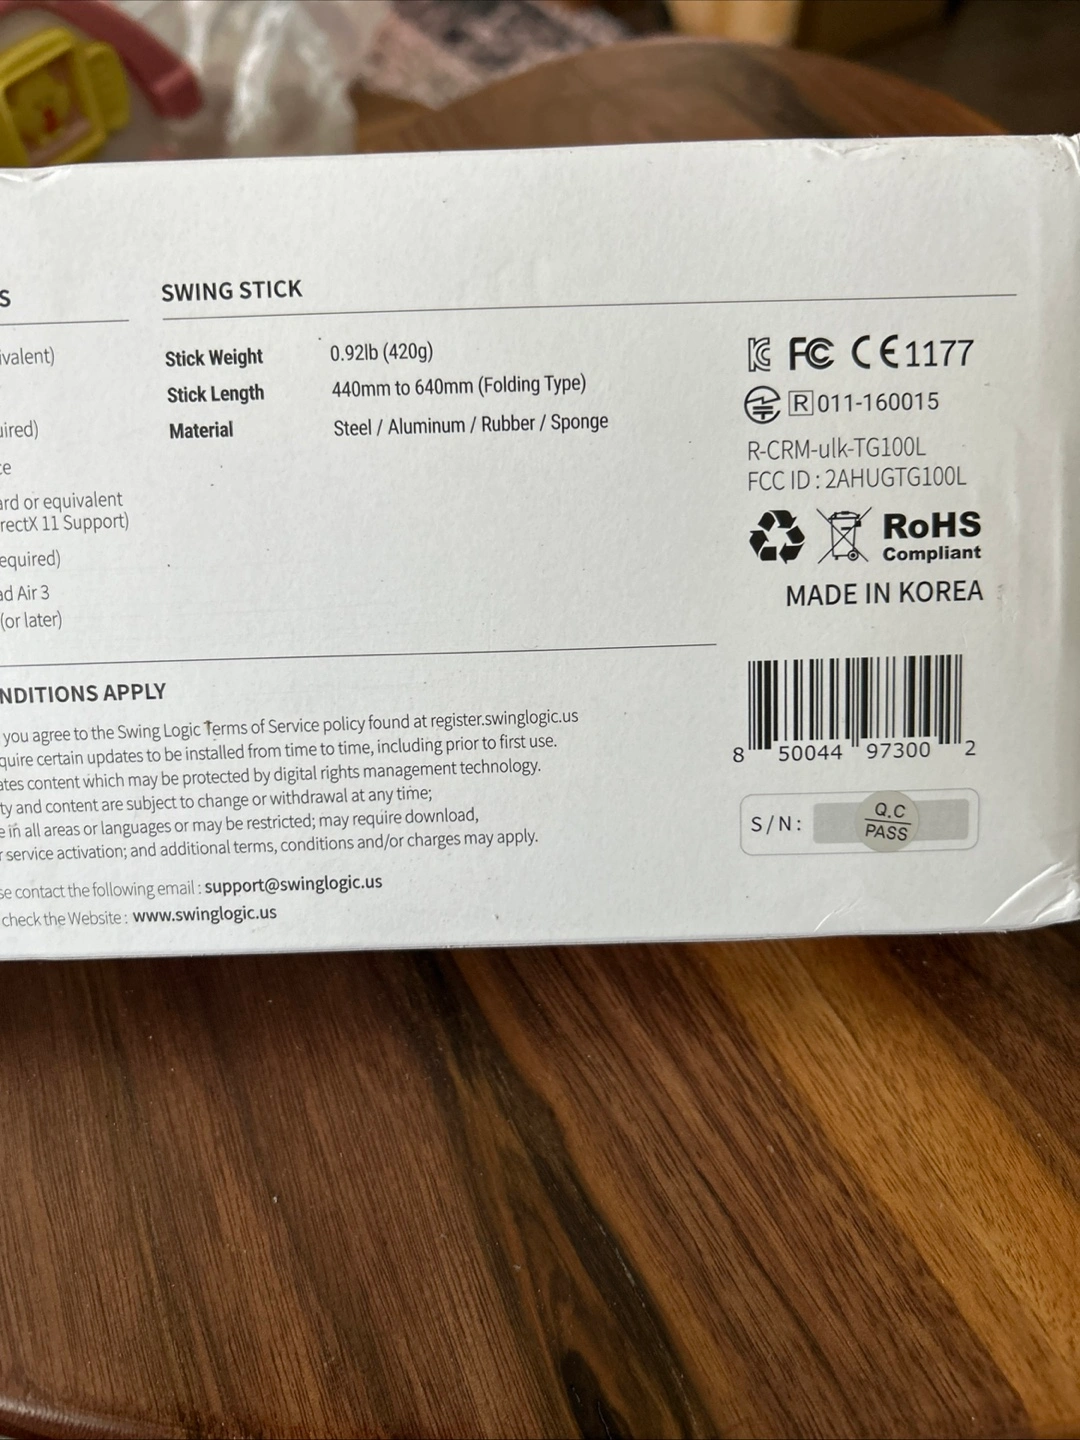 S
SWING STICK
ivalent)
Stick Weight 0.92lb (420g)
Stick Length 440mm to 640mm (Folding Type)
uired)
Material Steel / Aluminum / Rubber / Sponge
ce
ard or equivalent
rectX 11 Support)
equired)
ad Air 3
(or later)
FC CE 1177
R 011-160015
R-CRM-ulk-TG100L
FCC ID : 2AHUGTG100L
RoHS
Compliant
MADE IN KOREA
NDITIONS APPLY
you agree to the Swing Logic Terms of Service policy found at register.swinglogic.us
quire certain updates to be installed from time to time, including prior to first use.
ates content which may be protected by digital rights management technology.
ty and content are subject to change or withdrawal at any time;
e in all areas or languages or may be restricted; may require download,
r service activation; and additional terms, conditions and/or charges may apply.
se contact the following email : support@swinglogic.us
check the Website : www.swinglogic.us
8 50044 97300 2
S/N:
Q.C
PASS